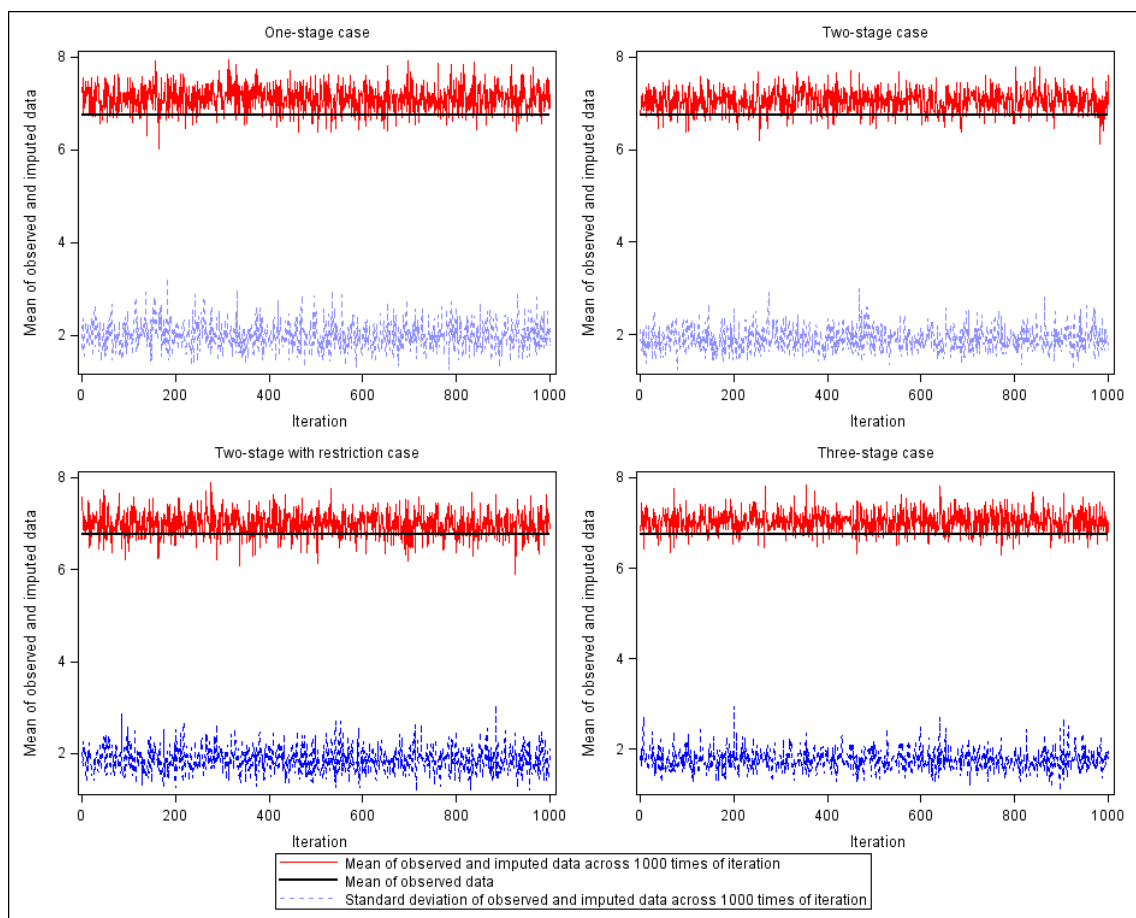 One-stage case
Mean of observed and imputed data
8
6
4
2
0 200 400 600 800 1000
Iteration
Two-stage case
Mean of observed and imputed data
8
6
4
2
0 200 400 600 800 1000
Iteration
Two-stage with restriction case
Mean of observed and imputed data
8
6
4
2
0 200 400 600 800 1000
Iteration
Three-stage case
Mean of observed and imputed data
8
6
4
2
0 200 400 600 800 1000
Iteration
Mean of observed and imputed data across 1000 times of iteration
Mean of observed data
Standard deviation of observed and imputed data across 1000 times of iteration